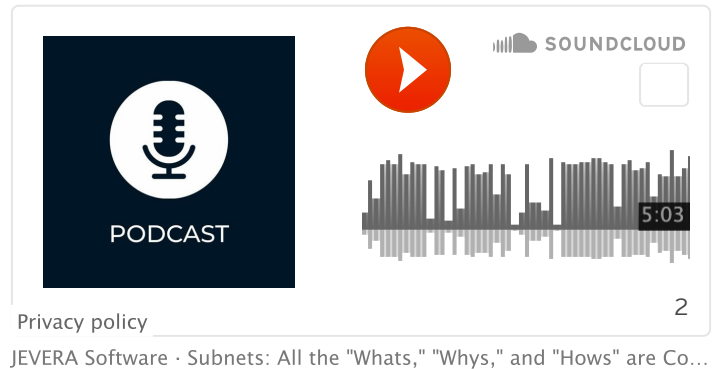 SOUNDCLOUD
PODCAST
5:03
2
Privacy policy
JEVERA Software · Subnets: All the "Whats," "Whys," and "Hows" are Co...